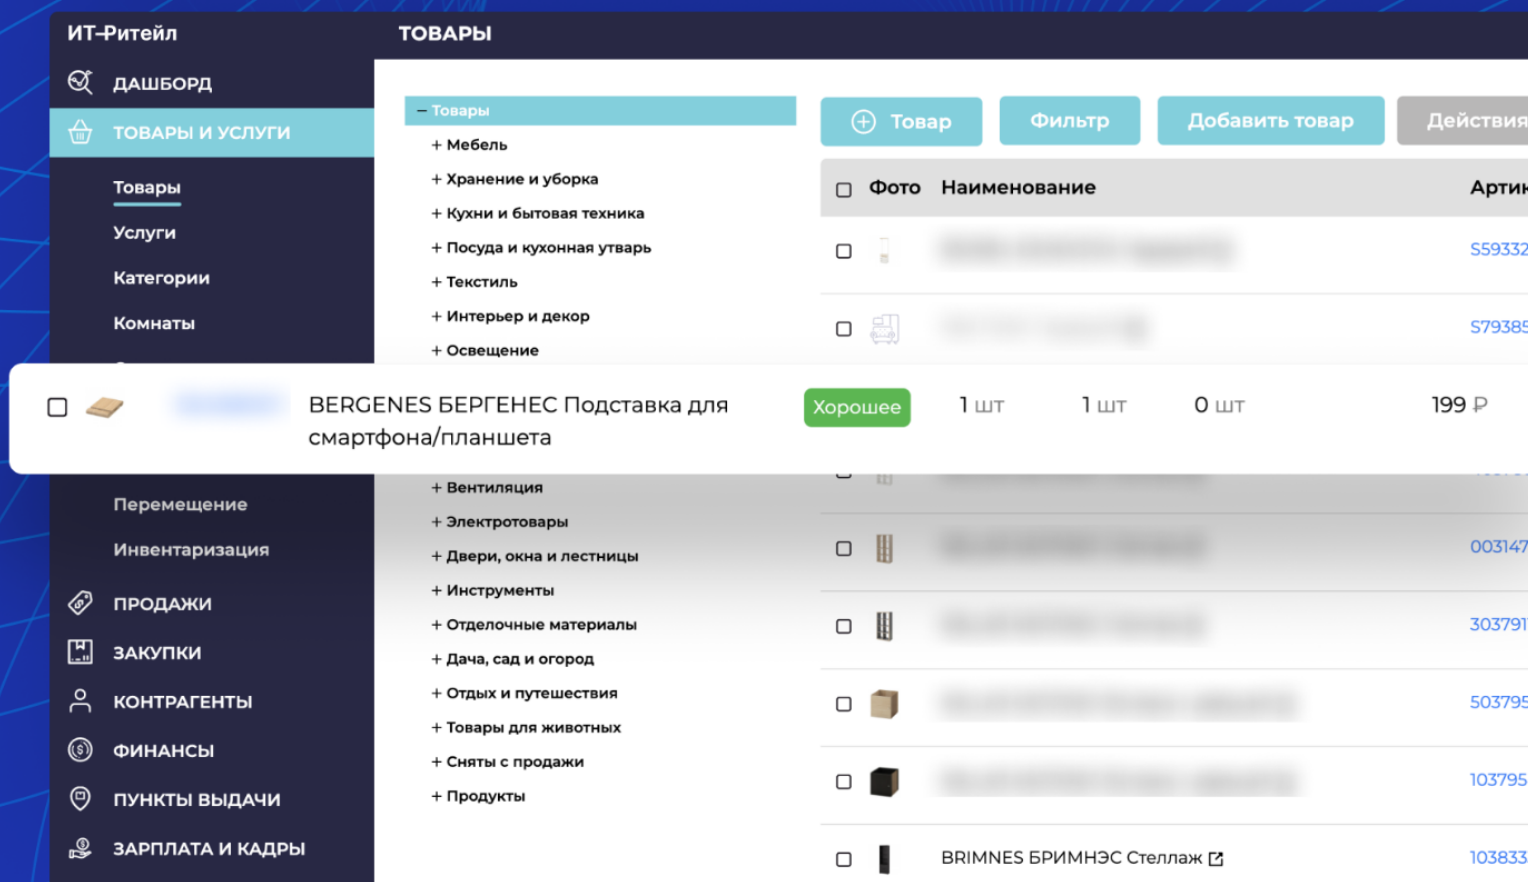 ИТ-Ритейл
ТОВАРЫ
ДАШБОРД
ТОВАРЫ И УСЛУГИ
Товары
Услуги
Категории
Комнаты
Перемещение
Инвентаризация
ПРОДАЖИ
ЗАКУПКИ
КОНТРАГЕНТЫ
ФИНАНСЫ
ПУНКТЫ ВЫДАЧИ
ЗАРПЛАТА И КАДРЫ
− Товары
+ Мебель
+ Хранение и уборка
+ Кухни и бытовая техника
+ Посуда и кухонная утварь
+ Текстиль
+ Интерьер и декор
+ Освещение
+ Вентиляция
+ Электротовары
+ Двери, окна и лестницы
+ Инструменты
+ Отделочные материалы
+ Дача, сад и огород
+ Отдых и путешествия
+ Товары для животных
+ Сняты с продажи
+ Продукты
Товар Фильтр Добавить товар Действия
Фото Наименование Артик
S59332
S79385
BERGENES БЕРГЕНЕС Подставка для
смартфона/планшета
Хорошее 1 шт 1 шт 0 шт 199 ₽
003147
303791
503795
103795
BRIMNES БРИМНЭС Стеллаж 103833